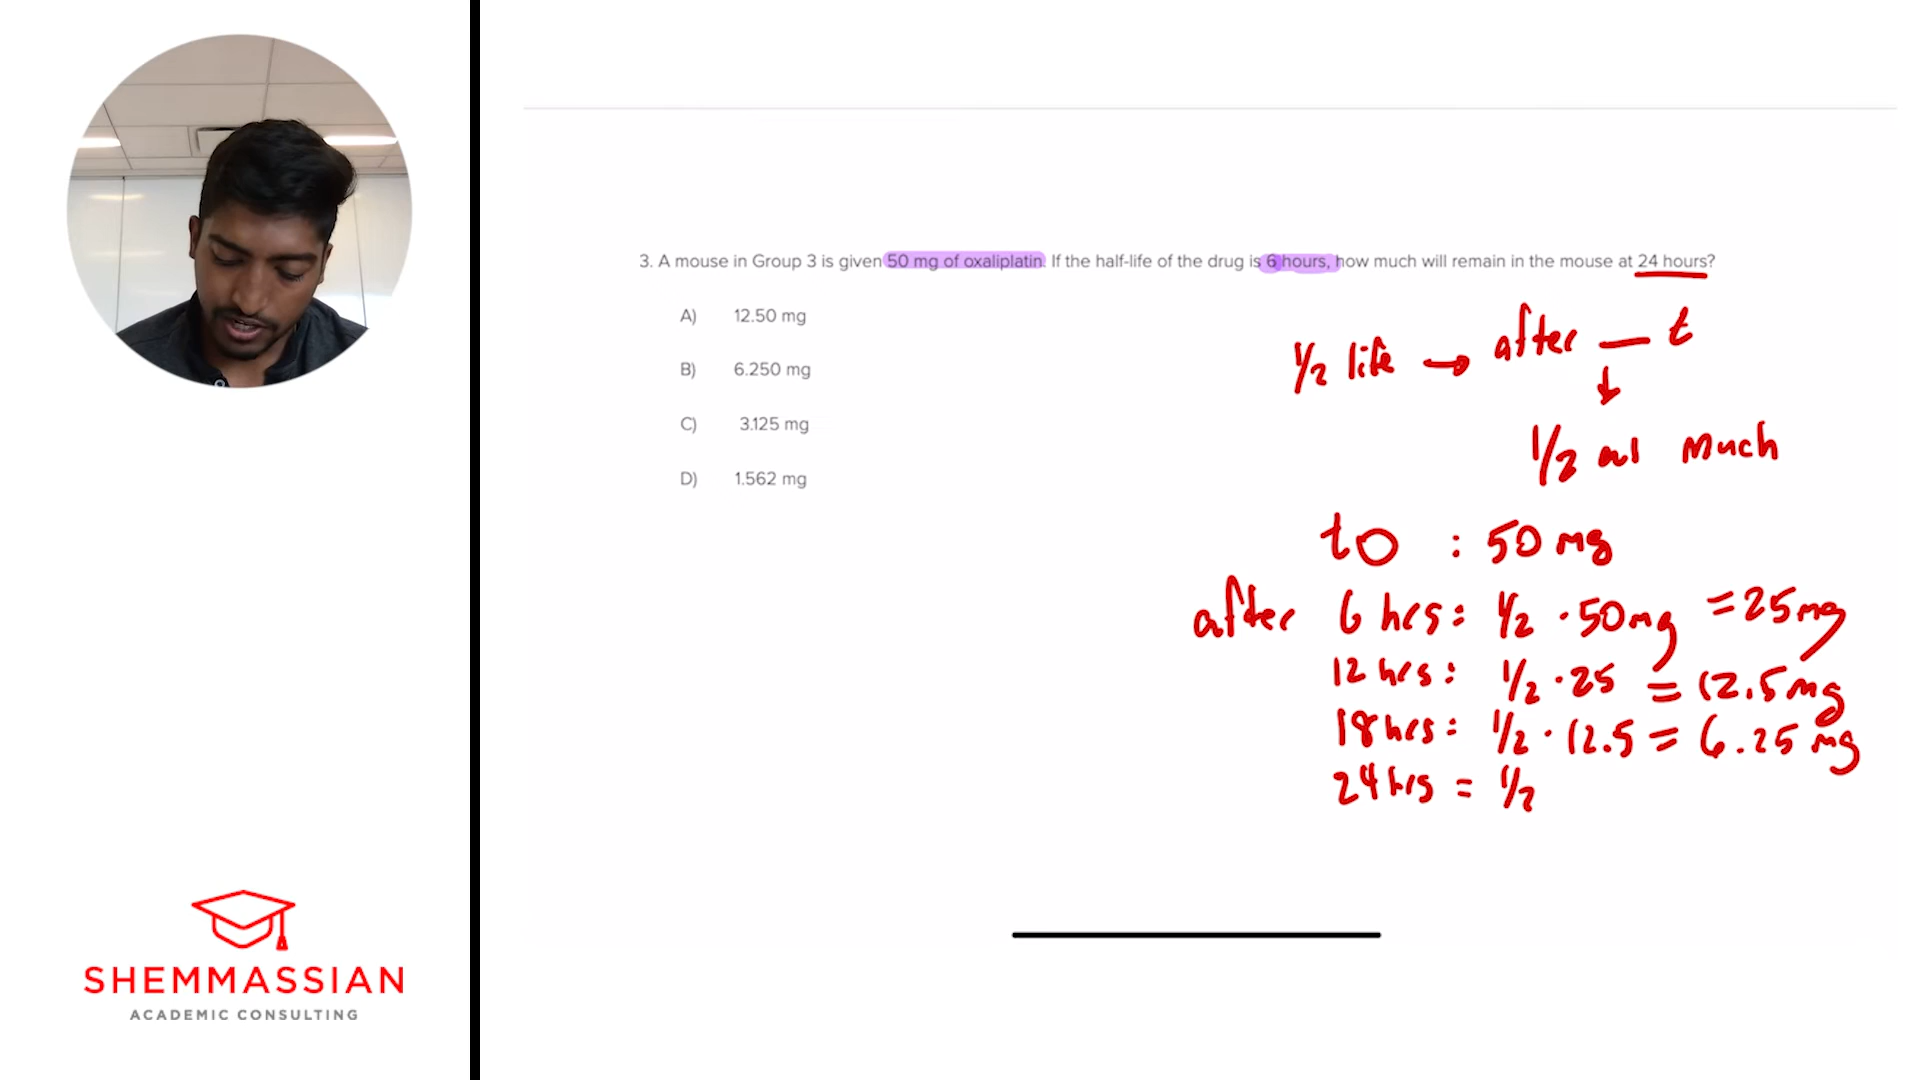 3. A mouse in Group 3 is given 50 mg of oxaliplatin. If the half-life of the drug is 6 hours, how much will remain in the mouse at 24 hours?
A) 12.50 mg
B) 6.250 mg
C) 3.125 mg
D) 1.562 mg
1/2 life → after — t
↓
1/2 as much
t0 : 50 mg
after 6 hrs: 1/2 · 50mg = 25mg
12 hrs: 1/2 · 25 = 12.5mg
18 hrs: 1/2 · 12.5 = 6.25 mg
24 hrs = 1/2
SHEMMASSIAN
ACADEMIC CONSULTING